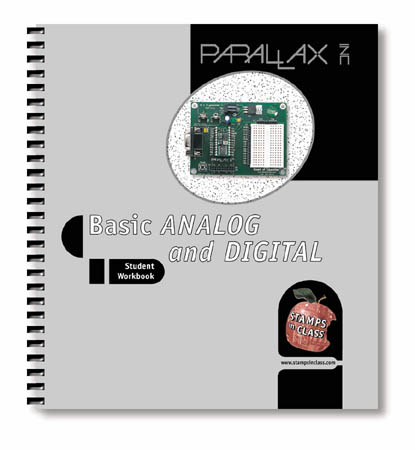 PARALLAX INC
Basic ANALOG
and DIGITAL
Student
Workbook
STAMPS
in
CLASS
www.stampsinclass.com